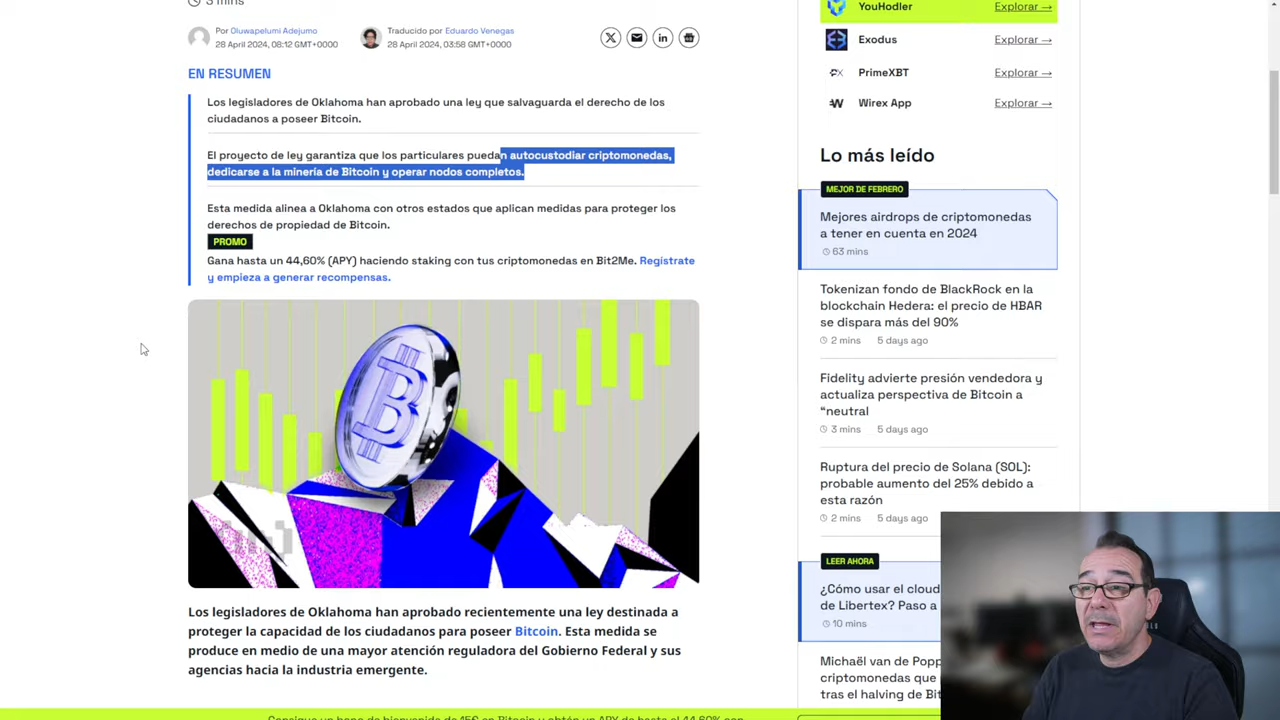 3 mins
Por Oluwapelumi Adejumo
28 April 2024, 08:12 GMT+0000
Traducido por Eduardo Venegas
28 April 2024, 03:58 GMT+0000
EN RESUMEN
Los legisladores de Oklahoma han aprobado una ley que salvaguarda el derecho de los
ciudadanos a poseer Bitcoin.
El proyecto de ley garantiza que los particulares puedan autocustodiar criptomonedas,
dedicarse a la minería de Bitcoin y operar nodos completos.
Esta medida alinea a Oklahoma con otros estados que aplican medidas para proteger los
derechos de propiedad de Bitcoin.
PROMO
Gana hasta un 44,60% (APY) haciendo staking con tus criptomonedas en Bit2Me. Regístrate
y empieza a generar recompensas.
Los legisladores de Oklahoma han aprobado recientemente una ley destinada a
proteger la capacidad de los ciudadanos para poseer Bitcoin. Esta medida se
produce en medio de una mayor atención reguladora del Gobierno Federal y sus
agencias hacia la industria emergente.
YouHodler Explorar →
Exodus Explorar →
PrimeXBT Explorar →
Wirex App Explorar →
Lo más leído
MEJOR DE FEBRERO
Mejores airdrops de criptomonedas
a tener en cuenta en 2024
63 mins
Tokenizan fondo de BlackRock en la
blockchain Hedera: el precio de HBAR
se dispara más del 90%
2 mins 5 days ago
Fidelity advierte presión vendedora y
actualiza perspectiva de Bitcoin a
“neutral
3 mins 5 days ago
Ruptura del precio de Solana (SOL):
probable aumento del 25% debido a
esta razón
2 mins 5 days ago
LEER AHORA
¿Cómo usar el cloud
de Libertex? Paso a
10 mins
Michaël van de Popp
criptomonedas que
tras el halving de Bit
Consigue un bono de bienvenida de 15€ en Bitcoin y obtén un APY de hasta el 44,60% con